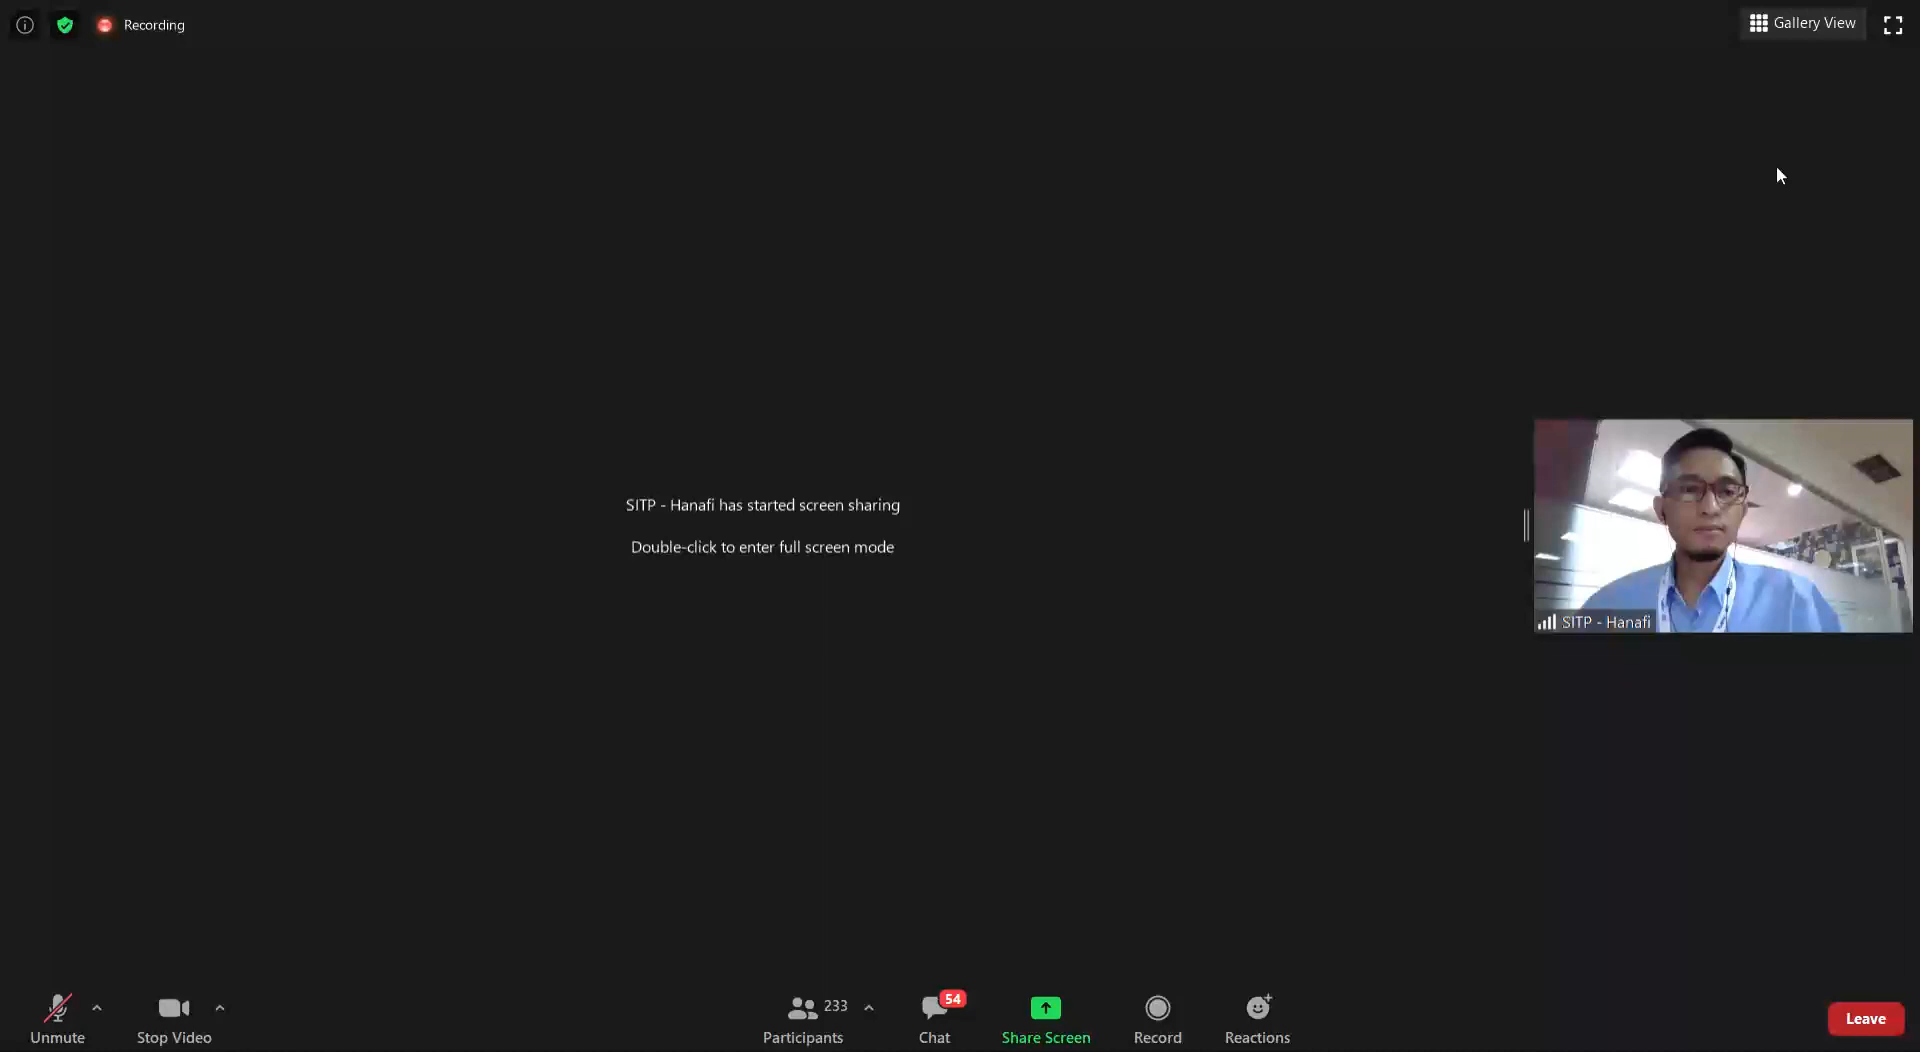 Recording
Gallery View
SITP - Hanafi has started screen sharing
Double-click to enter full screen mode
SITP - Hanafi
Unmute
Stop Video
233
Participants
54
Chat
Share Screen
Record
Reactions
Leave